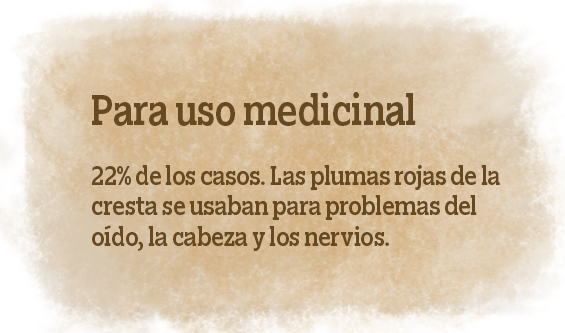 Para uso medicinal
22% de los casos. Las plumas rojas de la
cresta se usaban para problemas del
oído, la cabeza y los nervios.